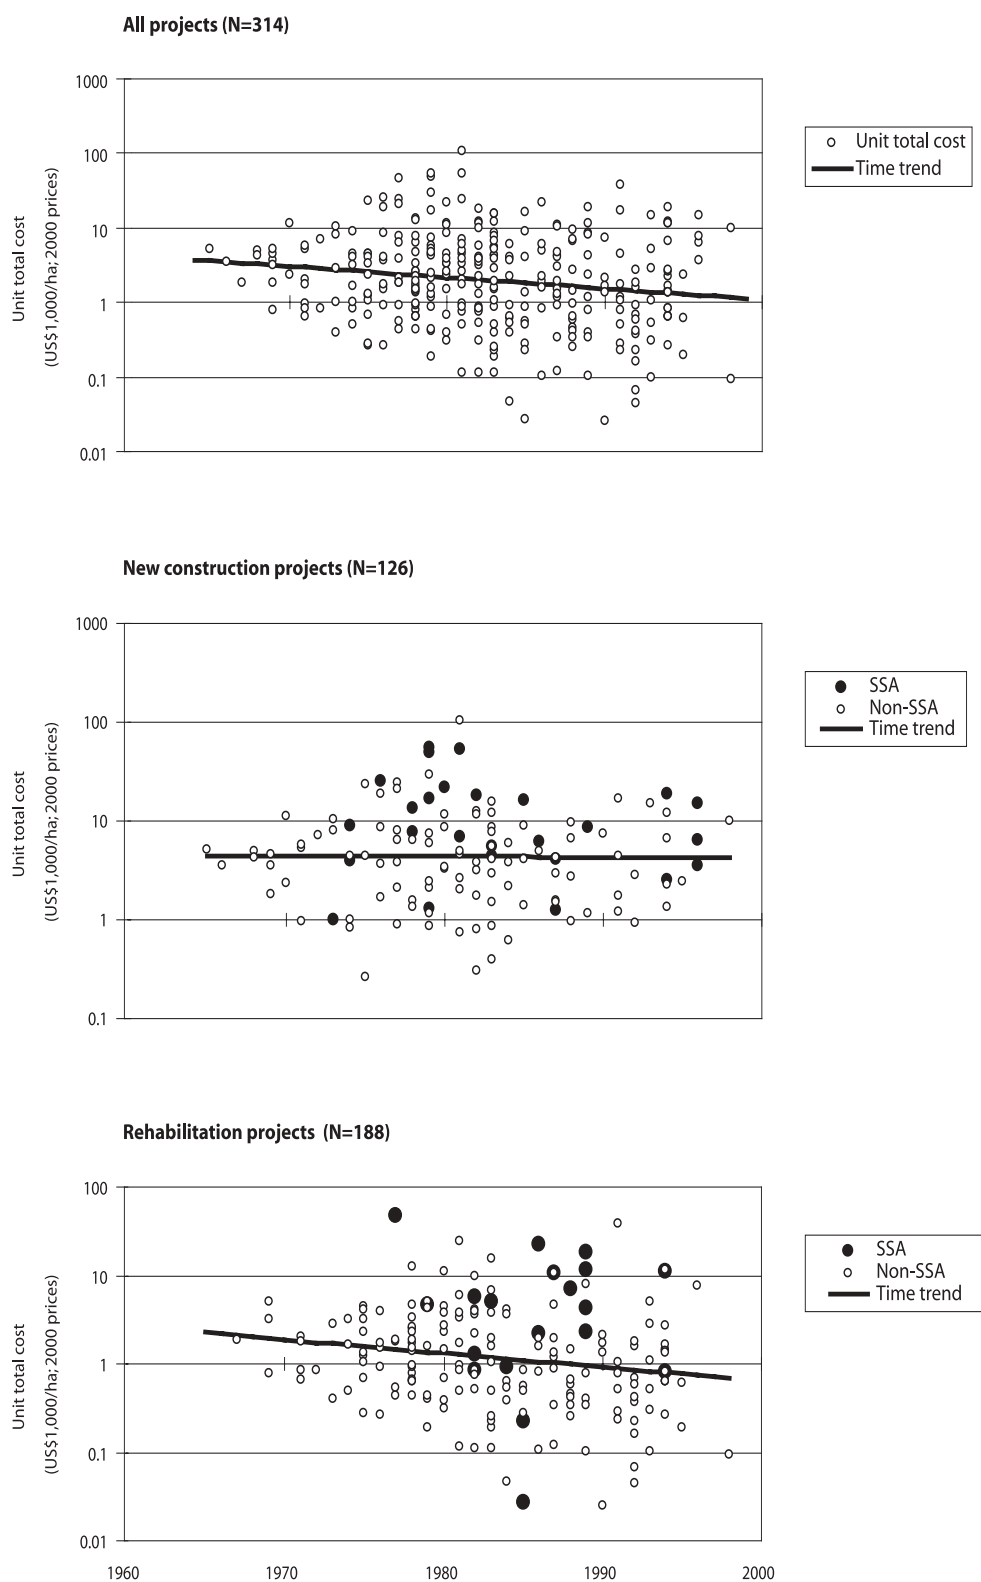 All projects (N=314)
1000
100
10
1
0.1
0.01
Unit total cost
(US$1,000/ha; 2000 prices)
Unit total cost
Time trend
New construction projects (N=126)
1000
100
10
1
0.1
Unit total cost
(US$1,000/ha; 2000 prices)
SSA
Non-SSA
Time trend
Rehabilitation projects (N=188)
100
10
1
0.1
0.01
Unit total cost
(US$1,000/ha; 2000 prices)
SSA
Non-SSA
Time trend
1960 1970 1980 1990 2000